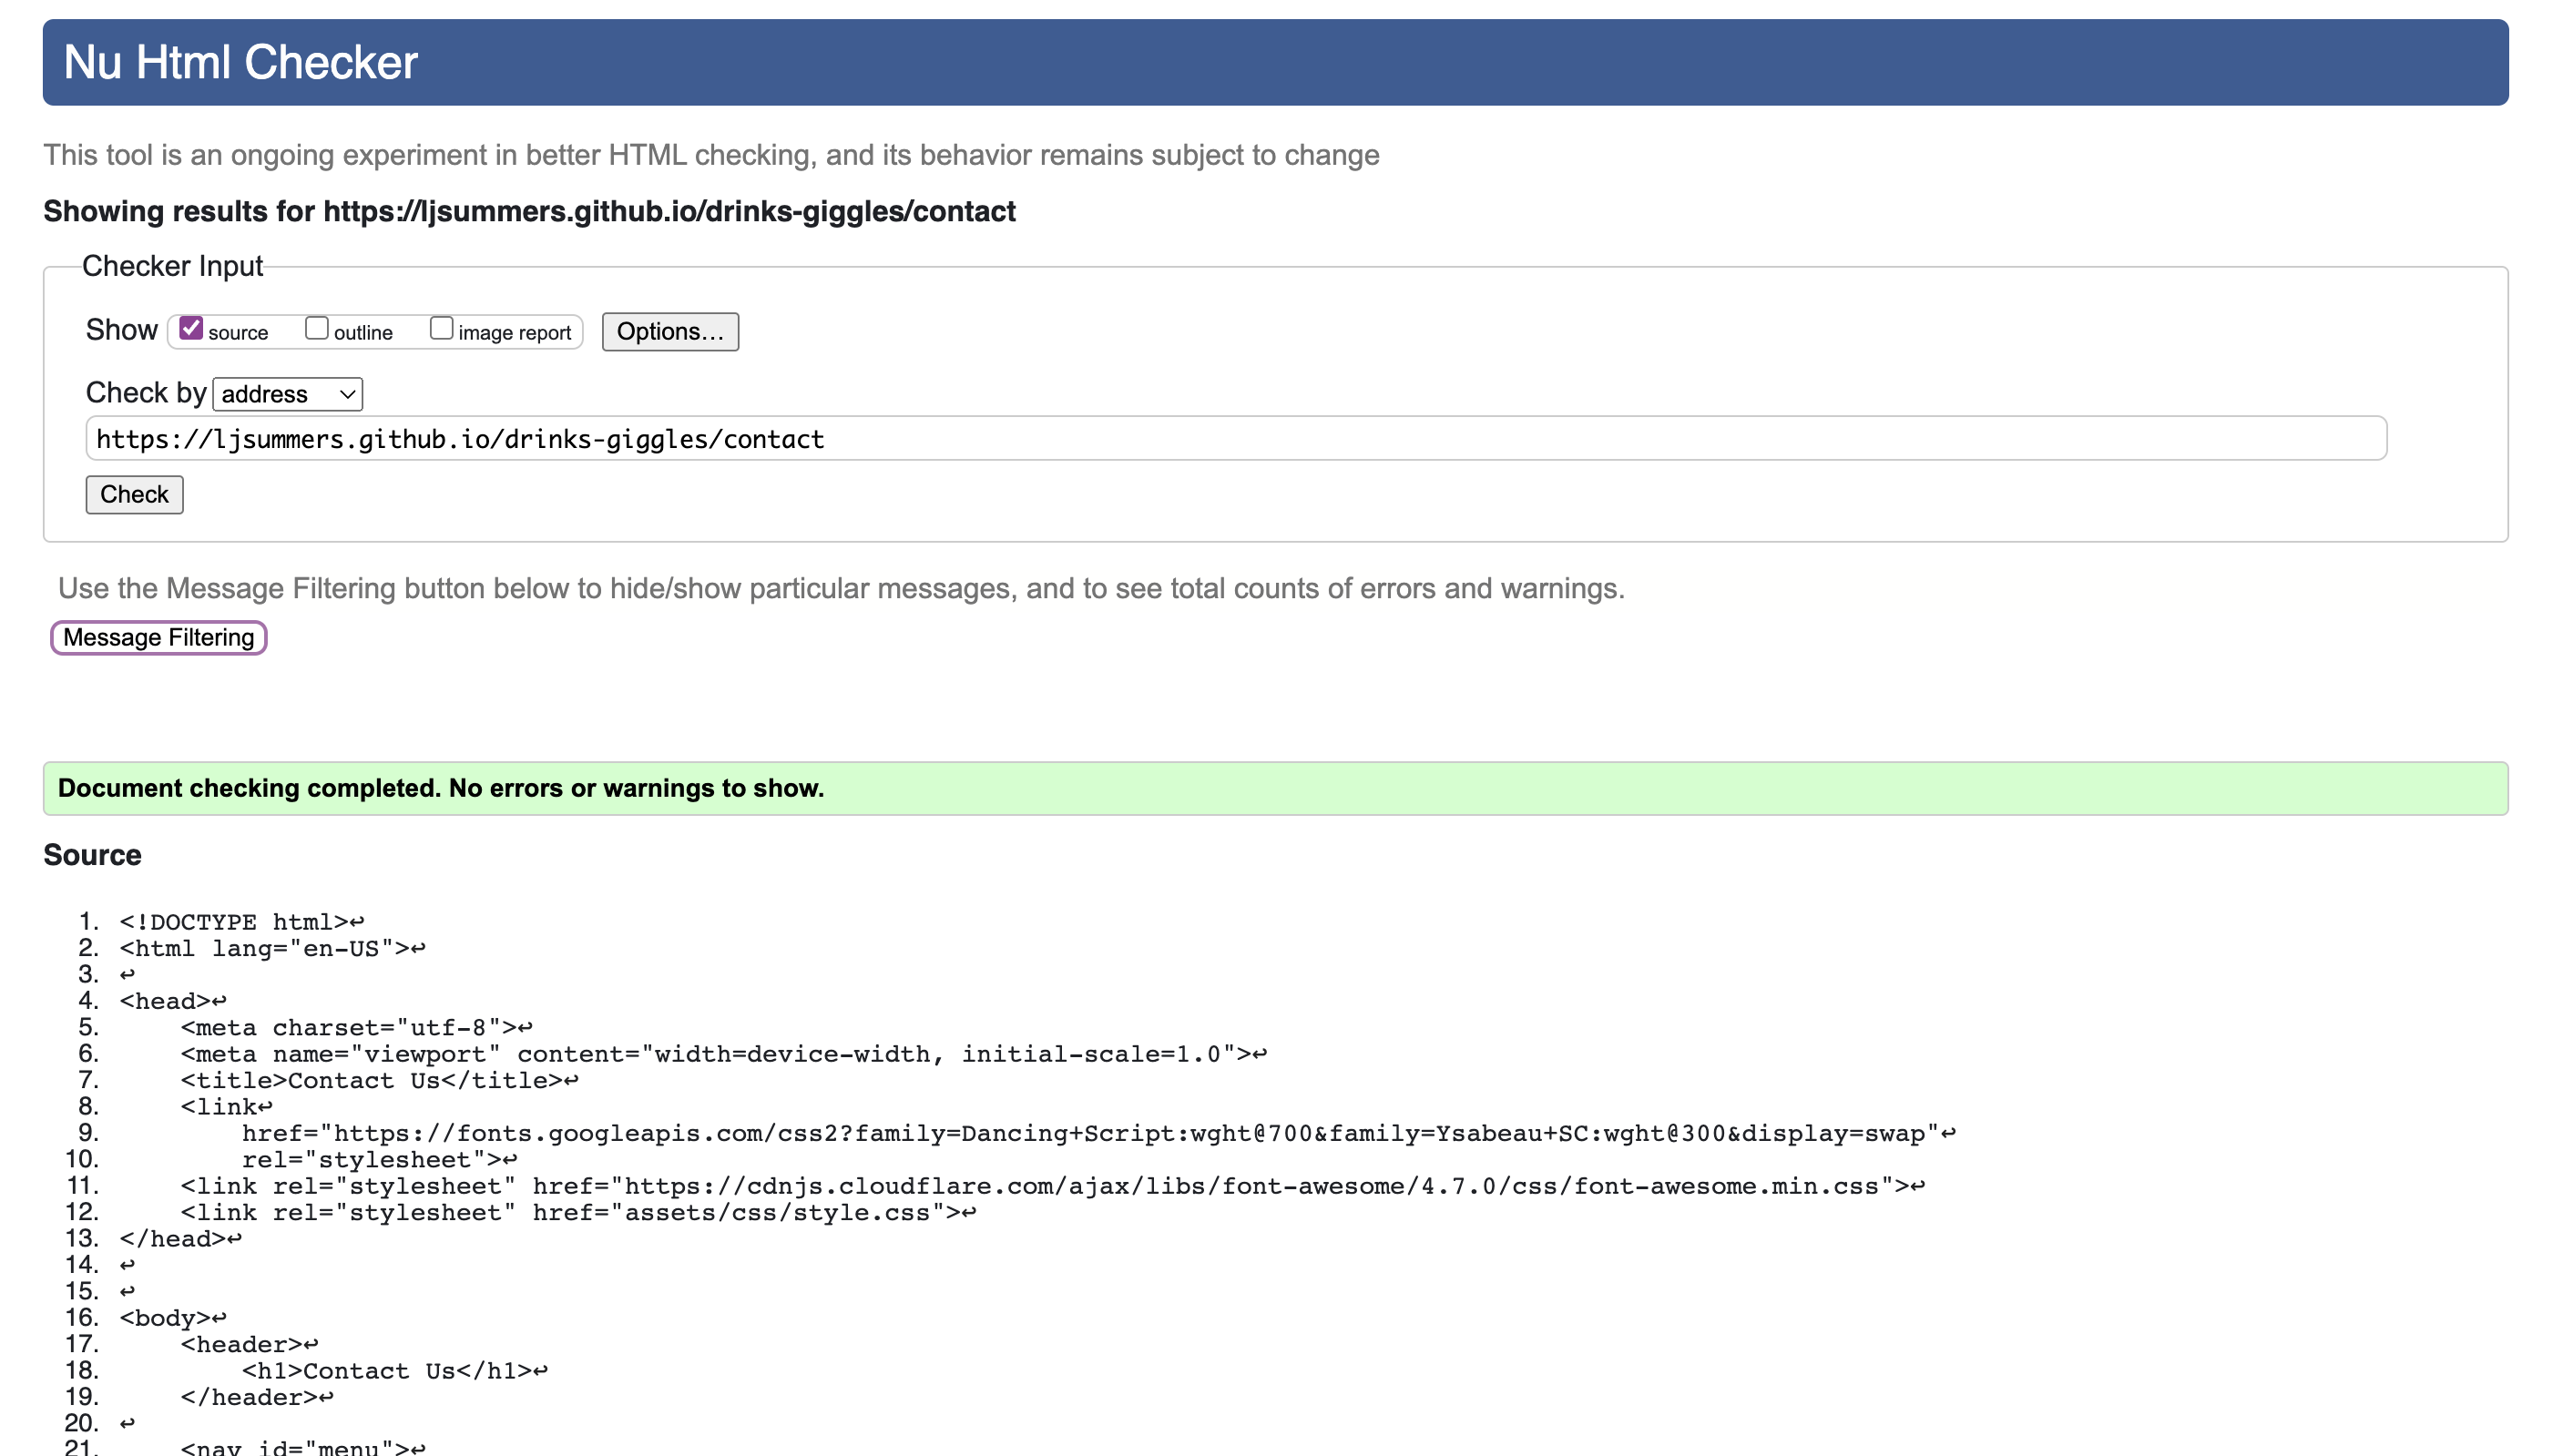 Nu Html Checker
This tool is an ongoing experiment in better HTML checking, and its behavior remains subject to change
Showing results for https://ljsummers.github.io/drinks-giggles/contact
Checker Input
Show source outline image report Options…
Check by address
https://ljsummers.github.io/drinks-giggles/contact
Check
Use the Message Filtering button below to hide/show particular messages, and to see total counts of errors and warnings.
Message Filtering
Document checking completed. No errors or warnings to show.
Source
1. <!DOCTYPE html>↩
2. <html lang="en-US">↩
3. ↩
4. <head>↩
5.     <meta charset="utf-8">↩
6.     <meta name="viewport" content="width=device-width, initial-scale=1.0">↩
7.     <title>Contact Us</title>↩
8.     <link↩
9.         href="https://fonts.googleapis.com/css2?family=Dancing+Script:wght@700&family=Ysabeau+SC:wght@300&display=swap"↩
10.         rel="stylesheet">↩
11.     <link rel="stylesheet" href="https://cdnjs.cloudflare.com/ajax/libs/font-awesome/4.7.0/css/font-awesome.min.css">↩
12.     <link rel="stylesheet" href="assets/css/style.css">↩
13. </head>↩
14. ↩
15. ↩
16. <body>↩
17.     <header>↩
18.         <h1>Contact Us</h1>↩
19.     </header>↩
20. ↩
21.     <nav id="menu">↩